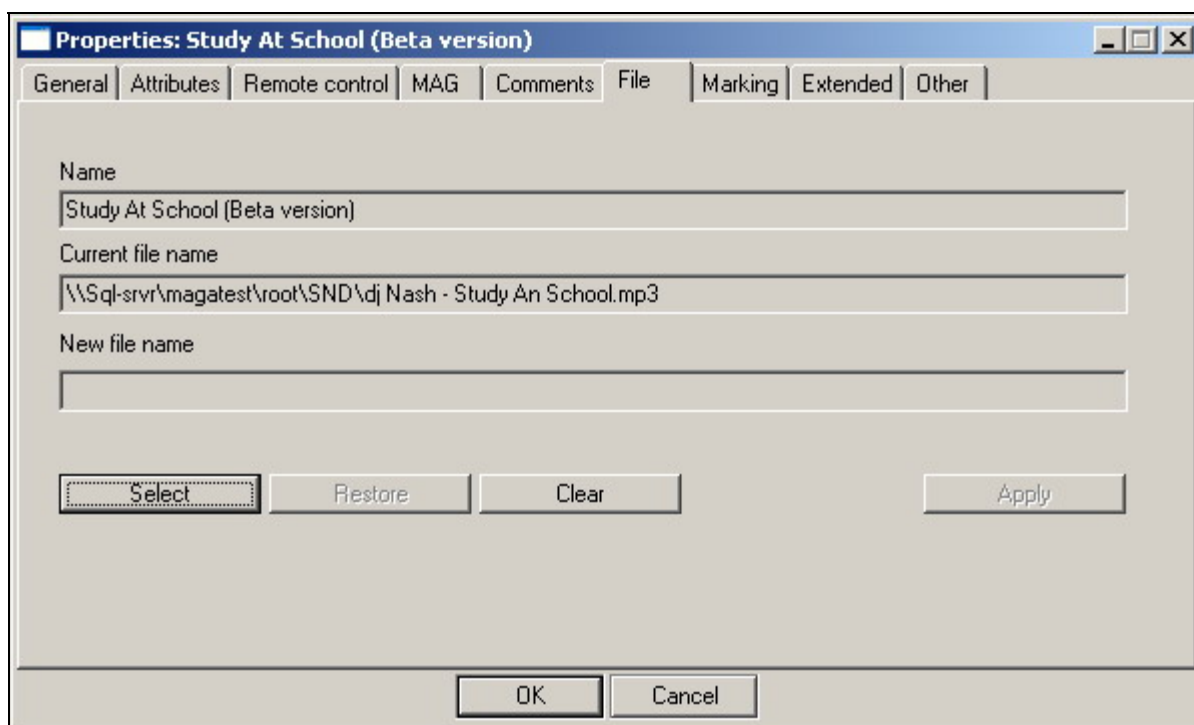 Properties: Study At School (Beta version)
General Attributes Remote control MAG Comments File Marking Extended Other
Name
Study At School (Beta version)
Current file name
\\Sql-srvr\magatest\root\SND\dj Nash - Study An School.mp3
New file name
Select Restore Clear Apply
OK Cancel